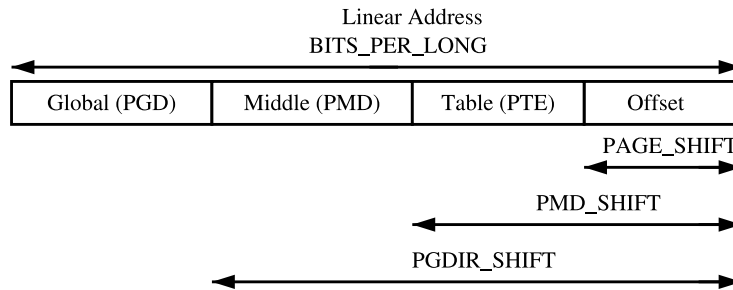 Linear Address
BITS_PER_LONG
Global (PGD) Middle (PMD) Table (PTE) Offset
PAGE_SHIFT
PMD_SHIFT
PGDIR_SHIFT